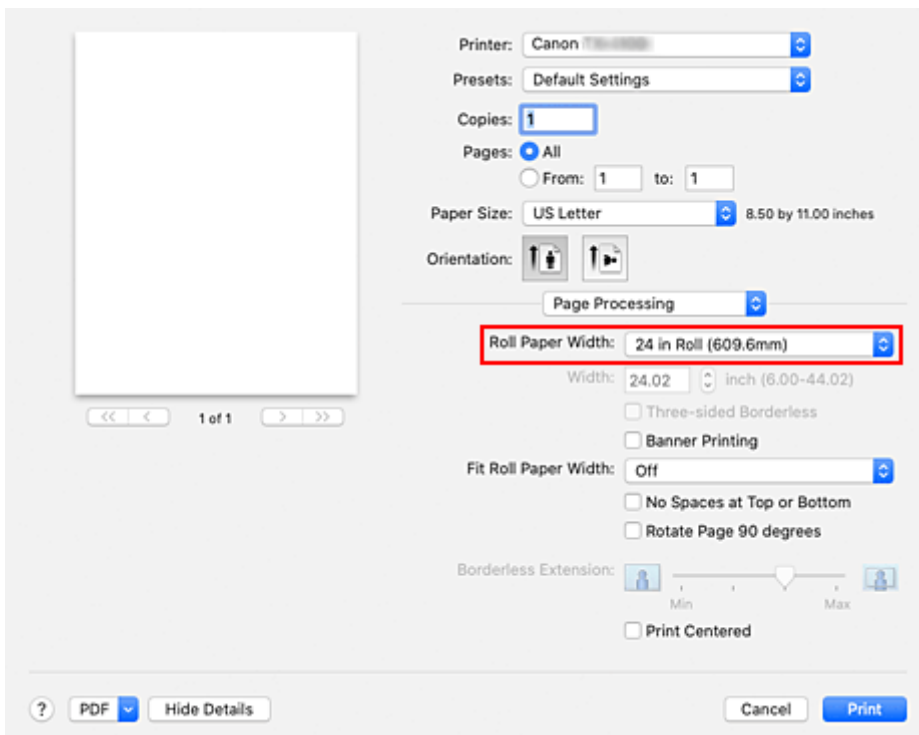 Printer: Canon
Presets: Default Settings
Copies: 1
Pages: All
From: 1 to: 1
Paper Size: US Letter 8.50 by 11.00 inches
Orientation:
Page Processing
Roll Paper Width: 24 in Roll (609.6mm)
Width: 24.02 inch (6.00-44.02)
Three-sided Borderless
<< < 1 of 1 > >>
Banner Printing
Fit Roll Paper Width: Off
No Spaces at Top or Bottom
Rotate Page 90 degrees
Borderless Extension:
Min Max
Print Centered
? PDF Hide Details Cancel Print